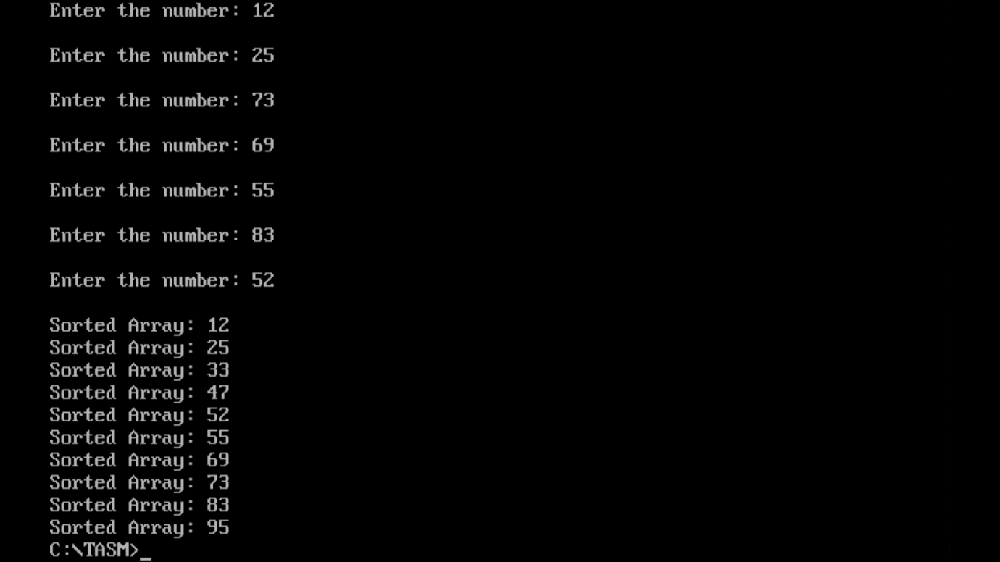 Enter the number: 12
Enter the number: 25
Enter the number: 73
Enter the number: 69
Enter the number: 55
Enter the number: 83
Enter the number: 52
Sorted Array: 12
Sorted Array: 25
Sorted Array: 33
Sorted Array: 47
Sorted Array: 52
Sorted Array: 55
Sorted Array: 69
Sorted Array: 73
Sorted Array: 83
Sorted Array: 95
C:\TASM>_